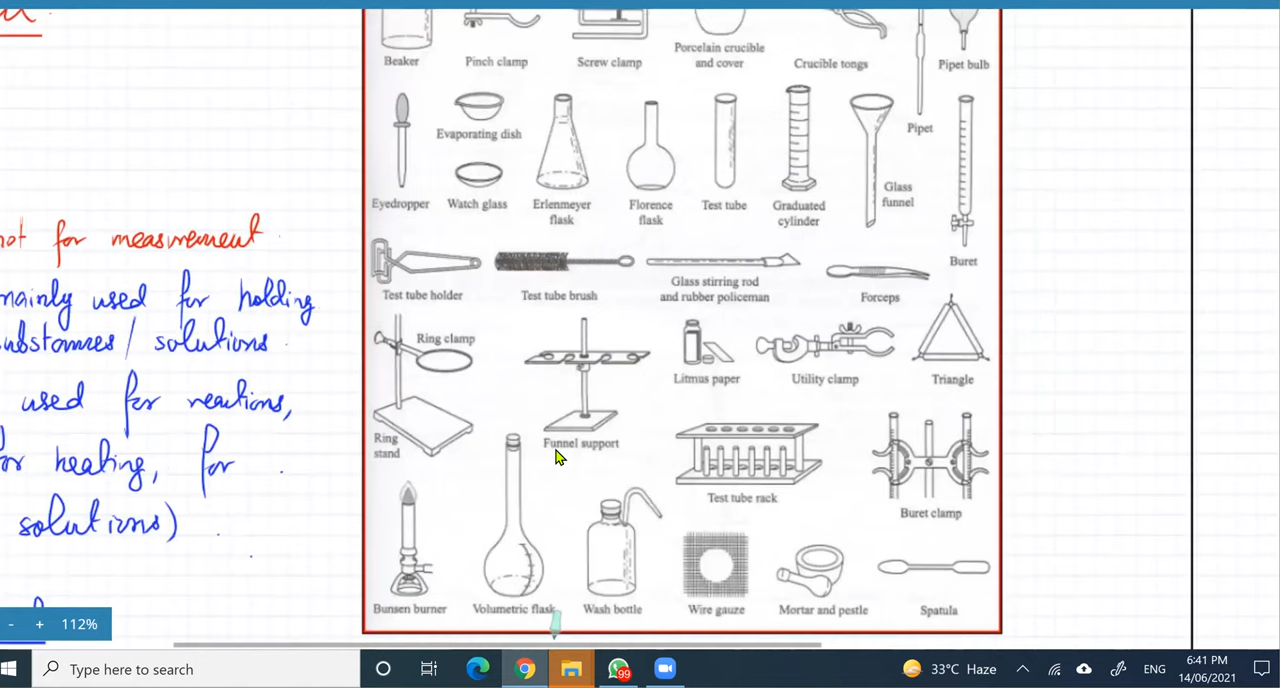 not for measurement
mainly used for holding
substances/ solutions
used for reactions,
for heating, for
solutions)
Beaker
Pinch clamp
Screw clamp
Porcelain crucible
and cover
Crucible tongs
Pipet bulb
Evaporating dish
Pipet
Eyedropper
Watch glass
Erlenmeyer
flask
Florence
flask
Test tube
Graduated
cylinder
Glass
funnel
Buret
Test tube holder
Test tube brush
Glass stirring rod
and rubber policeman
Forceps
Ring clamp
Litmus paper
Utility clamp
Triangle
Ring
stand
Funnel support
Test tube rack
Buret clamp
Bunsen burner
Volumetric flask
Wash bottle
Wire gauze
Mortar and pestle
Spatula
- + 112%
Type here to search
99
33°C Haze
ENG
6:41 PM
14/06/2021